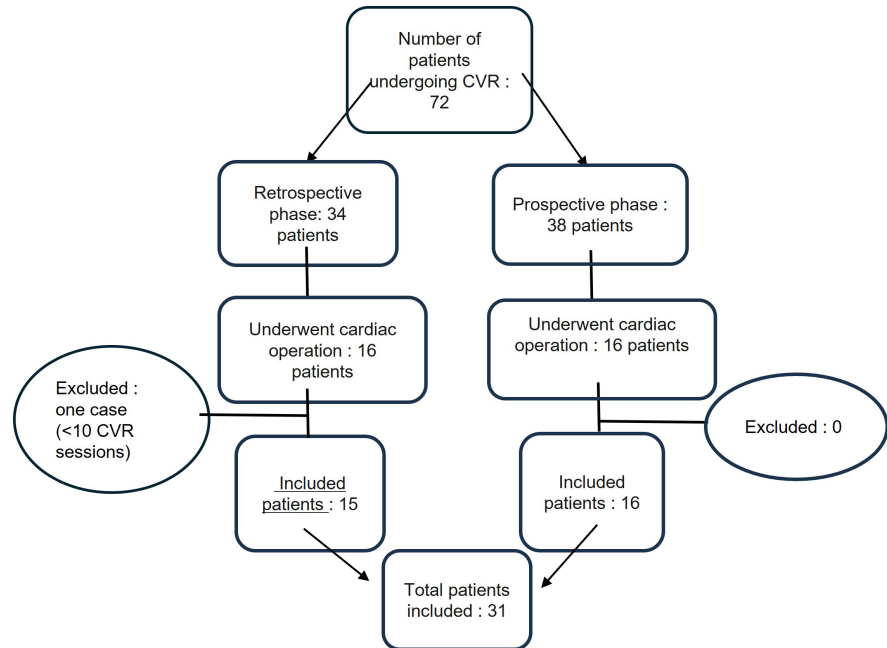 Number of
patients
undergoing CVR :
72
Retrospective
phase: 34
patients
Prospective phase :
38 patients
Underwent cardiac
operation : 16
patients
Underwent cardiac
operation : 16 patients
Excluded :
one case
(<10 CVR
sessions)
Excluded : 0
Included
patients : 15
Included
patients : 16
Total patients
included : 31